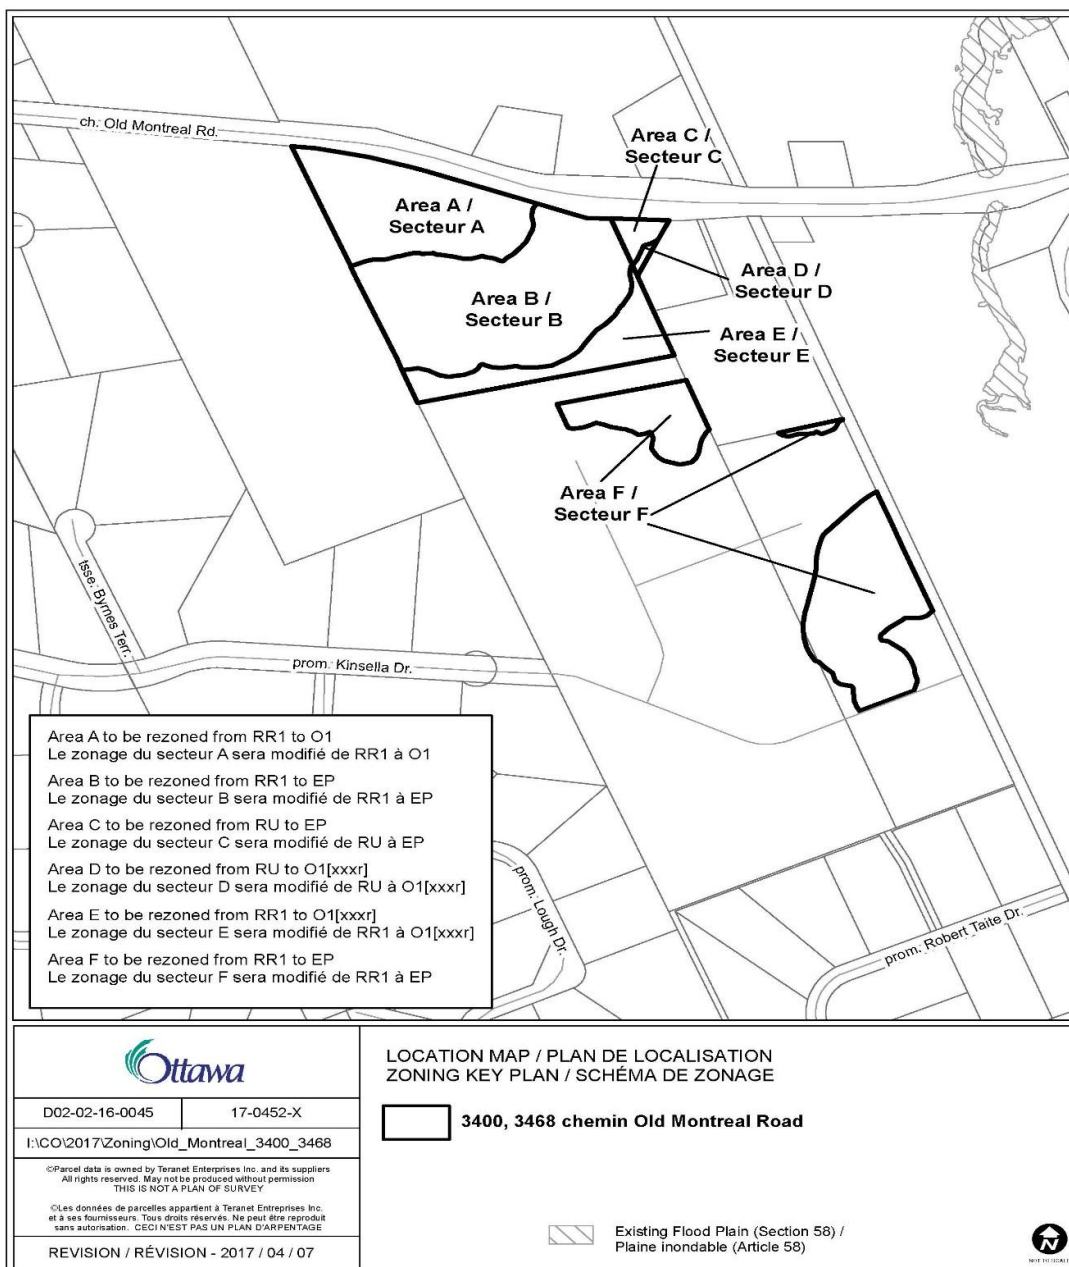 ch. Old Montreal Rd.
Area C /
Secteur C
Area A /
Secteur A
Area D /
Secteur D
Area B /
Secteur B
Area E /
Secteur E
Area F /
Secteur F
tsse. Byrnes Terr.
prom. Kinsella Dr.
prom. Lough Dr.
prom. Robert Taite Dr.
Area A to be rezoned from RR1 to O1
Le zonage du secteur A sera modifié de RR1 à O1
Area B to be rezoned from RR1 to EP
Le zonage du secteur B sera modifié de RR1 à EP
Area C to be rezoned from RU to EP
Le zonage du secteur C sera modifié de RU à EP
Area D to be rezoned from RU to O1[xxxr]
Le zonage du secteur D sera modifié de RU à O1[xxxr]
Area E to be rezoned from RR1 to O1[xxxr]
Le zonage du secteur E sera modifié de RR1 à O1[xxxr]
Area F to be rezoned from RR1 to EP
Le zonage du secteur F sera modifié de RR1 à EP
Ottawa
D02-02-16-0045
17-0452-X
I:\CO\2017\Zoning\Old_Montreal_3400_3468
©Parcel data is owned by Teranet Enterprises Inc. and its suppliers
All rights reserved. May not be produced without permission
THIS IS NOT A PLAN OF SURVEY
©Les données de parcelles appartient à Teranet Entreprises Inc.
et à ses fournisseurs. Tous droits réservés. Ne peut être reproduit
sans autorisation. CECI N'EST PAS UN PLAN D'ARPENTAGE
REVISION / RÉVISION - 2017 / 04 / 07
LOCATION MAP / PLAN DE LOCALISATION
ZONING KEY PLAN / SCHÉMA DE ZONAGE
3400, 3468 chemin Old Montreal Road
Existing Flood Plain (Section 58) /
Plaine inondable (Article 58)
N
NOT TO SCALE